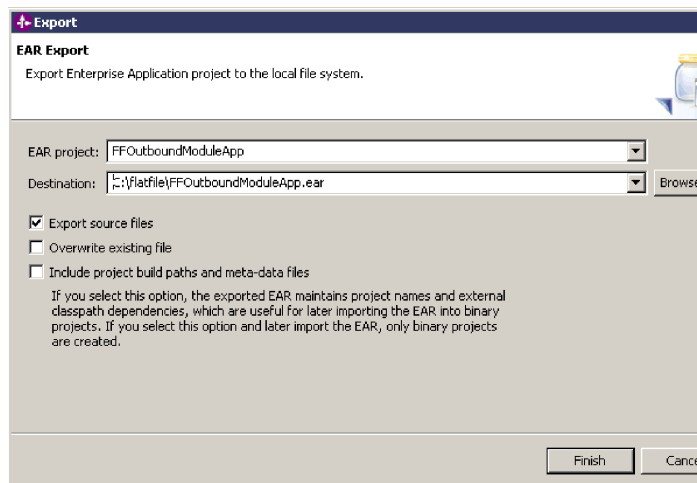 Export
EAR Export
Export Enterprise Application project to the local file system.
EAR project: FFOutboundModuleApp
Destination: C:\flatfile\FFOutboundModuleApp.ear Browse
Export source files
Overwrite existing file
Include project build paths and meta-data files
If you select this option, the exported EAR maintains project names and external
classpath dependencies, which are useful for later importing the EAR into binary
projects. If you select this option and later import the EAR, only binary projects
are created.
Finish Cance